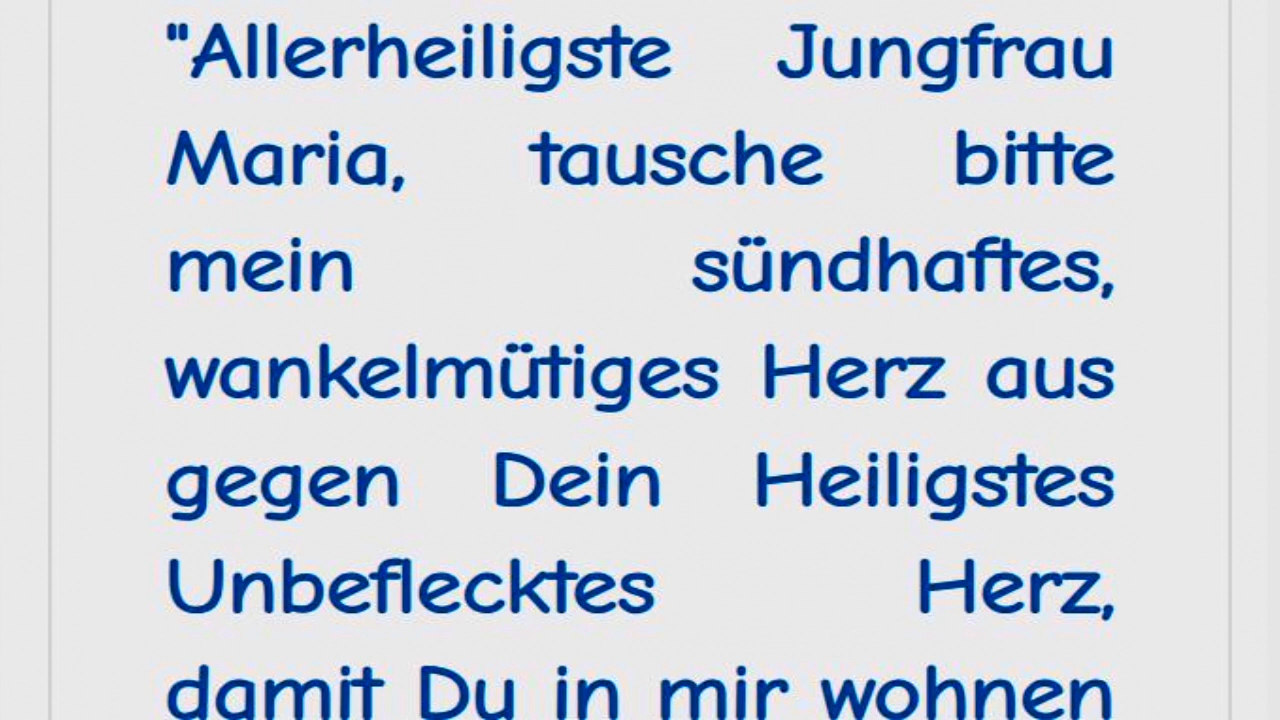 "Allerheiligste Jungfrau
Maria, tausche bitte
mein sündhaftes,
wankelmütiges Herz aus
gegen Dein Heiligstes
Unbeflecktes Herz,
damit Du in mir wohnen